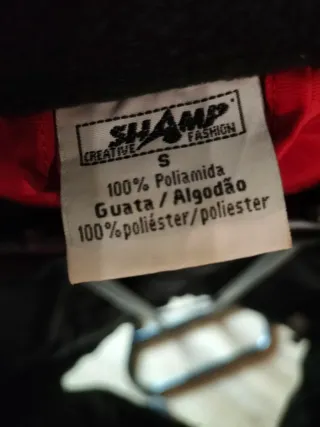 SHAMP
CREATIVE FASHION
S
100% Poliamida
Guata / Algodão
100% poliéster/poliester